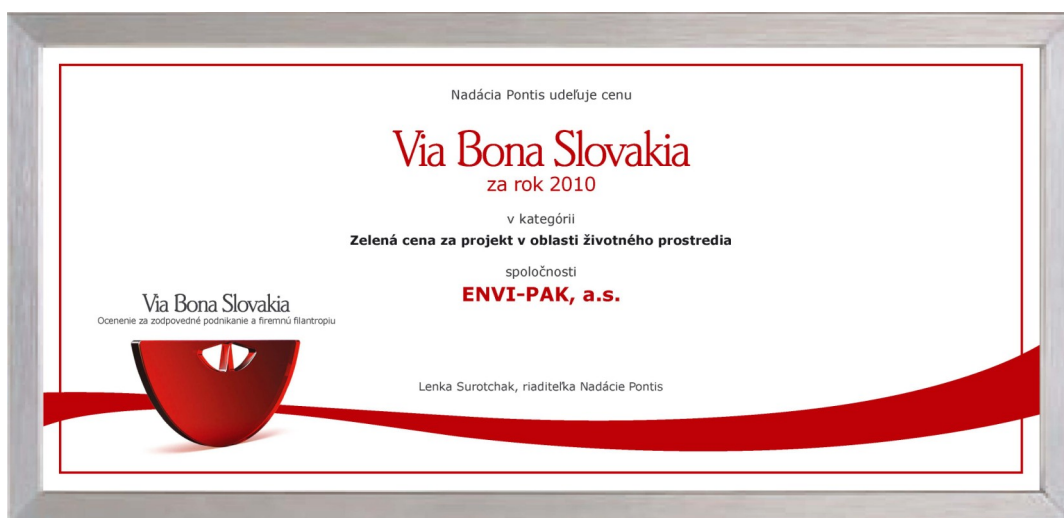 Nadácia Pontis udeľuje cenu
Via Bona Slovakia
za rok 2010
v kategórii
Zelená cena za projekt v oblasti životného prostredia
spoločnosti
ENVI-PAK, a.s.
Via Bona Slovakia
Ocenenie za zodpovedné podnikanie a firemnú filantropiu
Lenka Surotchak, riaditeľka Nadácie Pontis